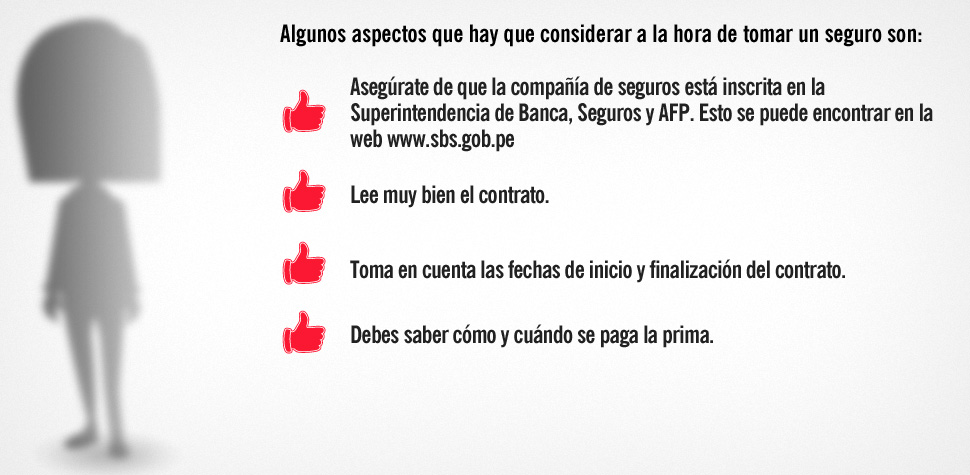 Algunos aspectos que hay que considerar a la hora de tomar un seguro son:
Asegúrate de que la compañía de seguros está inscrita en la
Superintendencia de Banca, Seguros y AFP. Esto se puede encontrar en la
web www.sbs.gob.pe
Lee muy bien el contrato.
Toma en cuenta las fechas de inicio y finalización del contrato.
Debes saber cómo y cuándo se paga la prima.